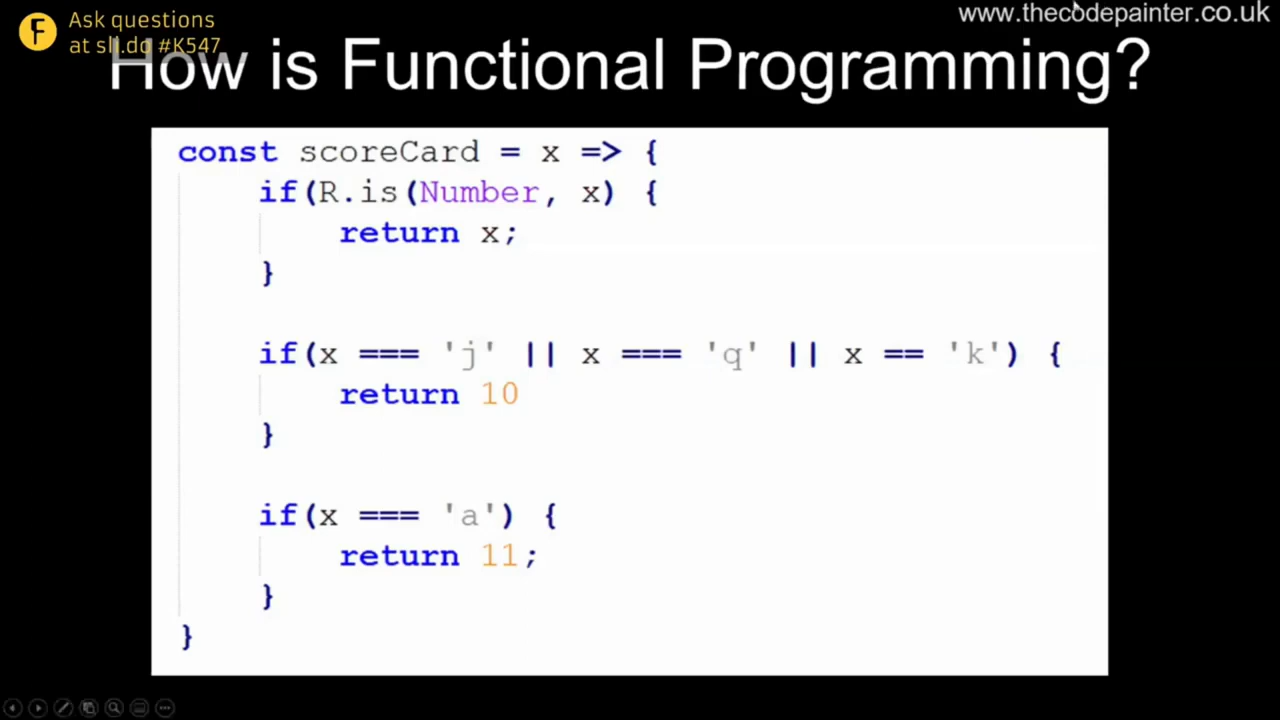 Ask questions
at sli.do #K547
www.thecodepainter.co.uk
How is Functional Programming?
const scoreCard = x => {
if(R.is(Number, x) {
return x;
}
if(x === 'j' || x === 'q' || x == 'k') {
return 10
}
if(x === 'a') {
return 11;
}
}